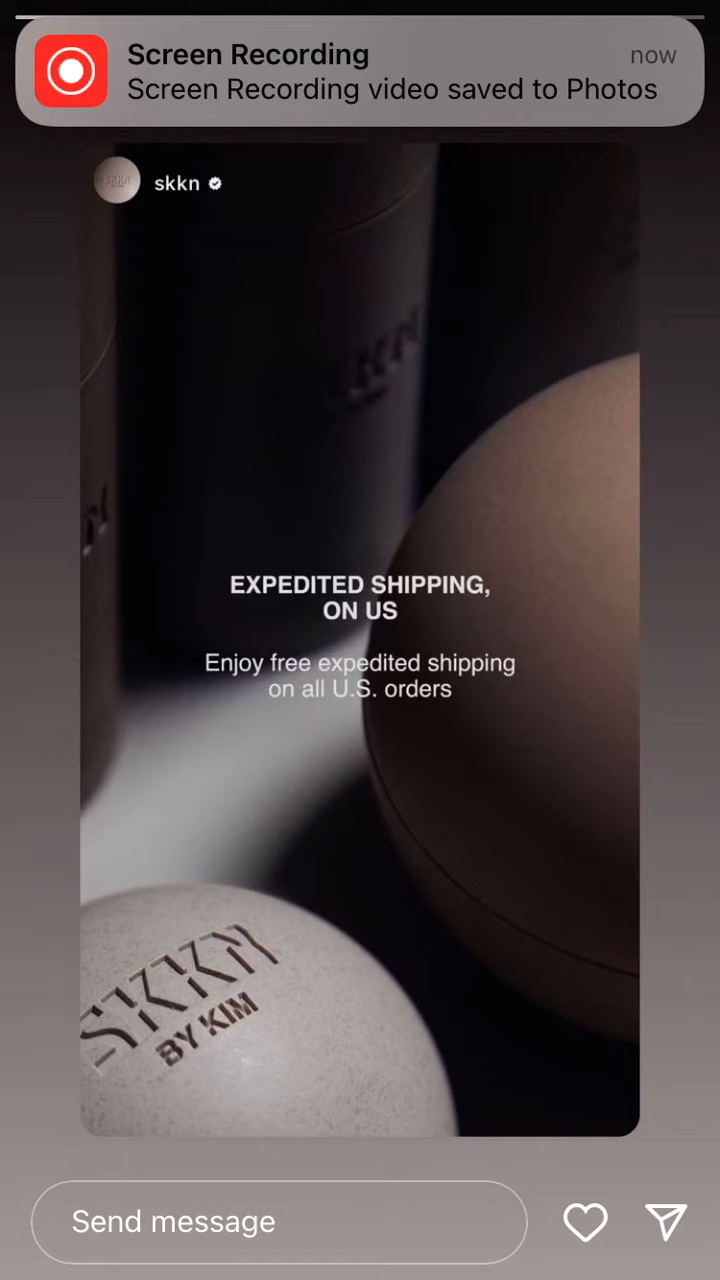 Screen Recording
now
Screen Recording video saved to Photos
skkn
SKKN
EXPEDITED SHIPPING,
ON US
Enjoy free expedited shipping
on all U.S. orders
SKKN
BY KIM
Send message